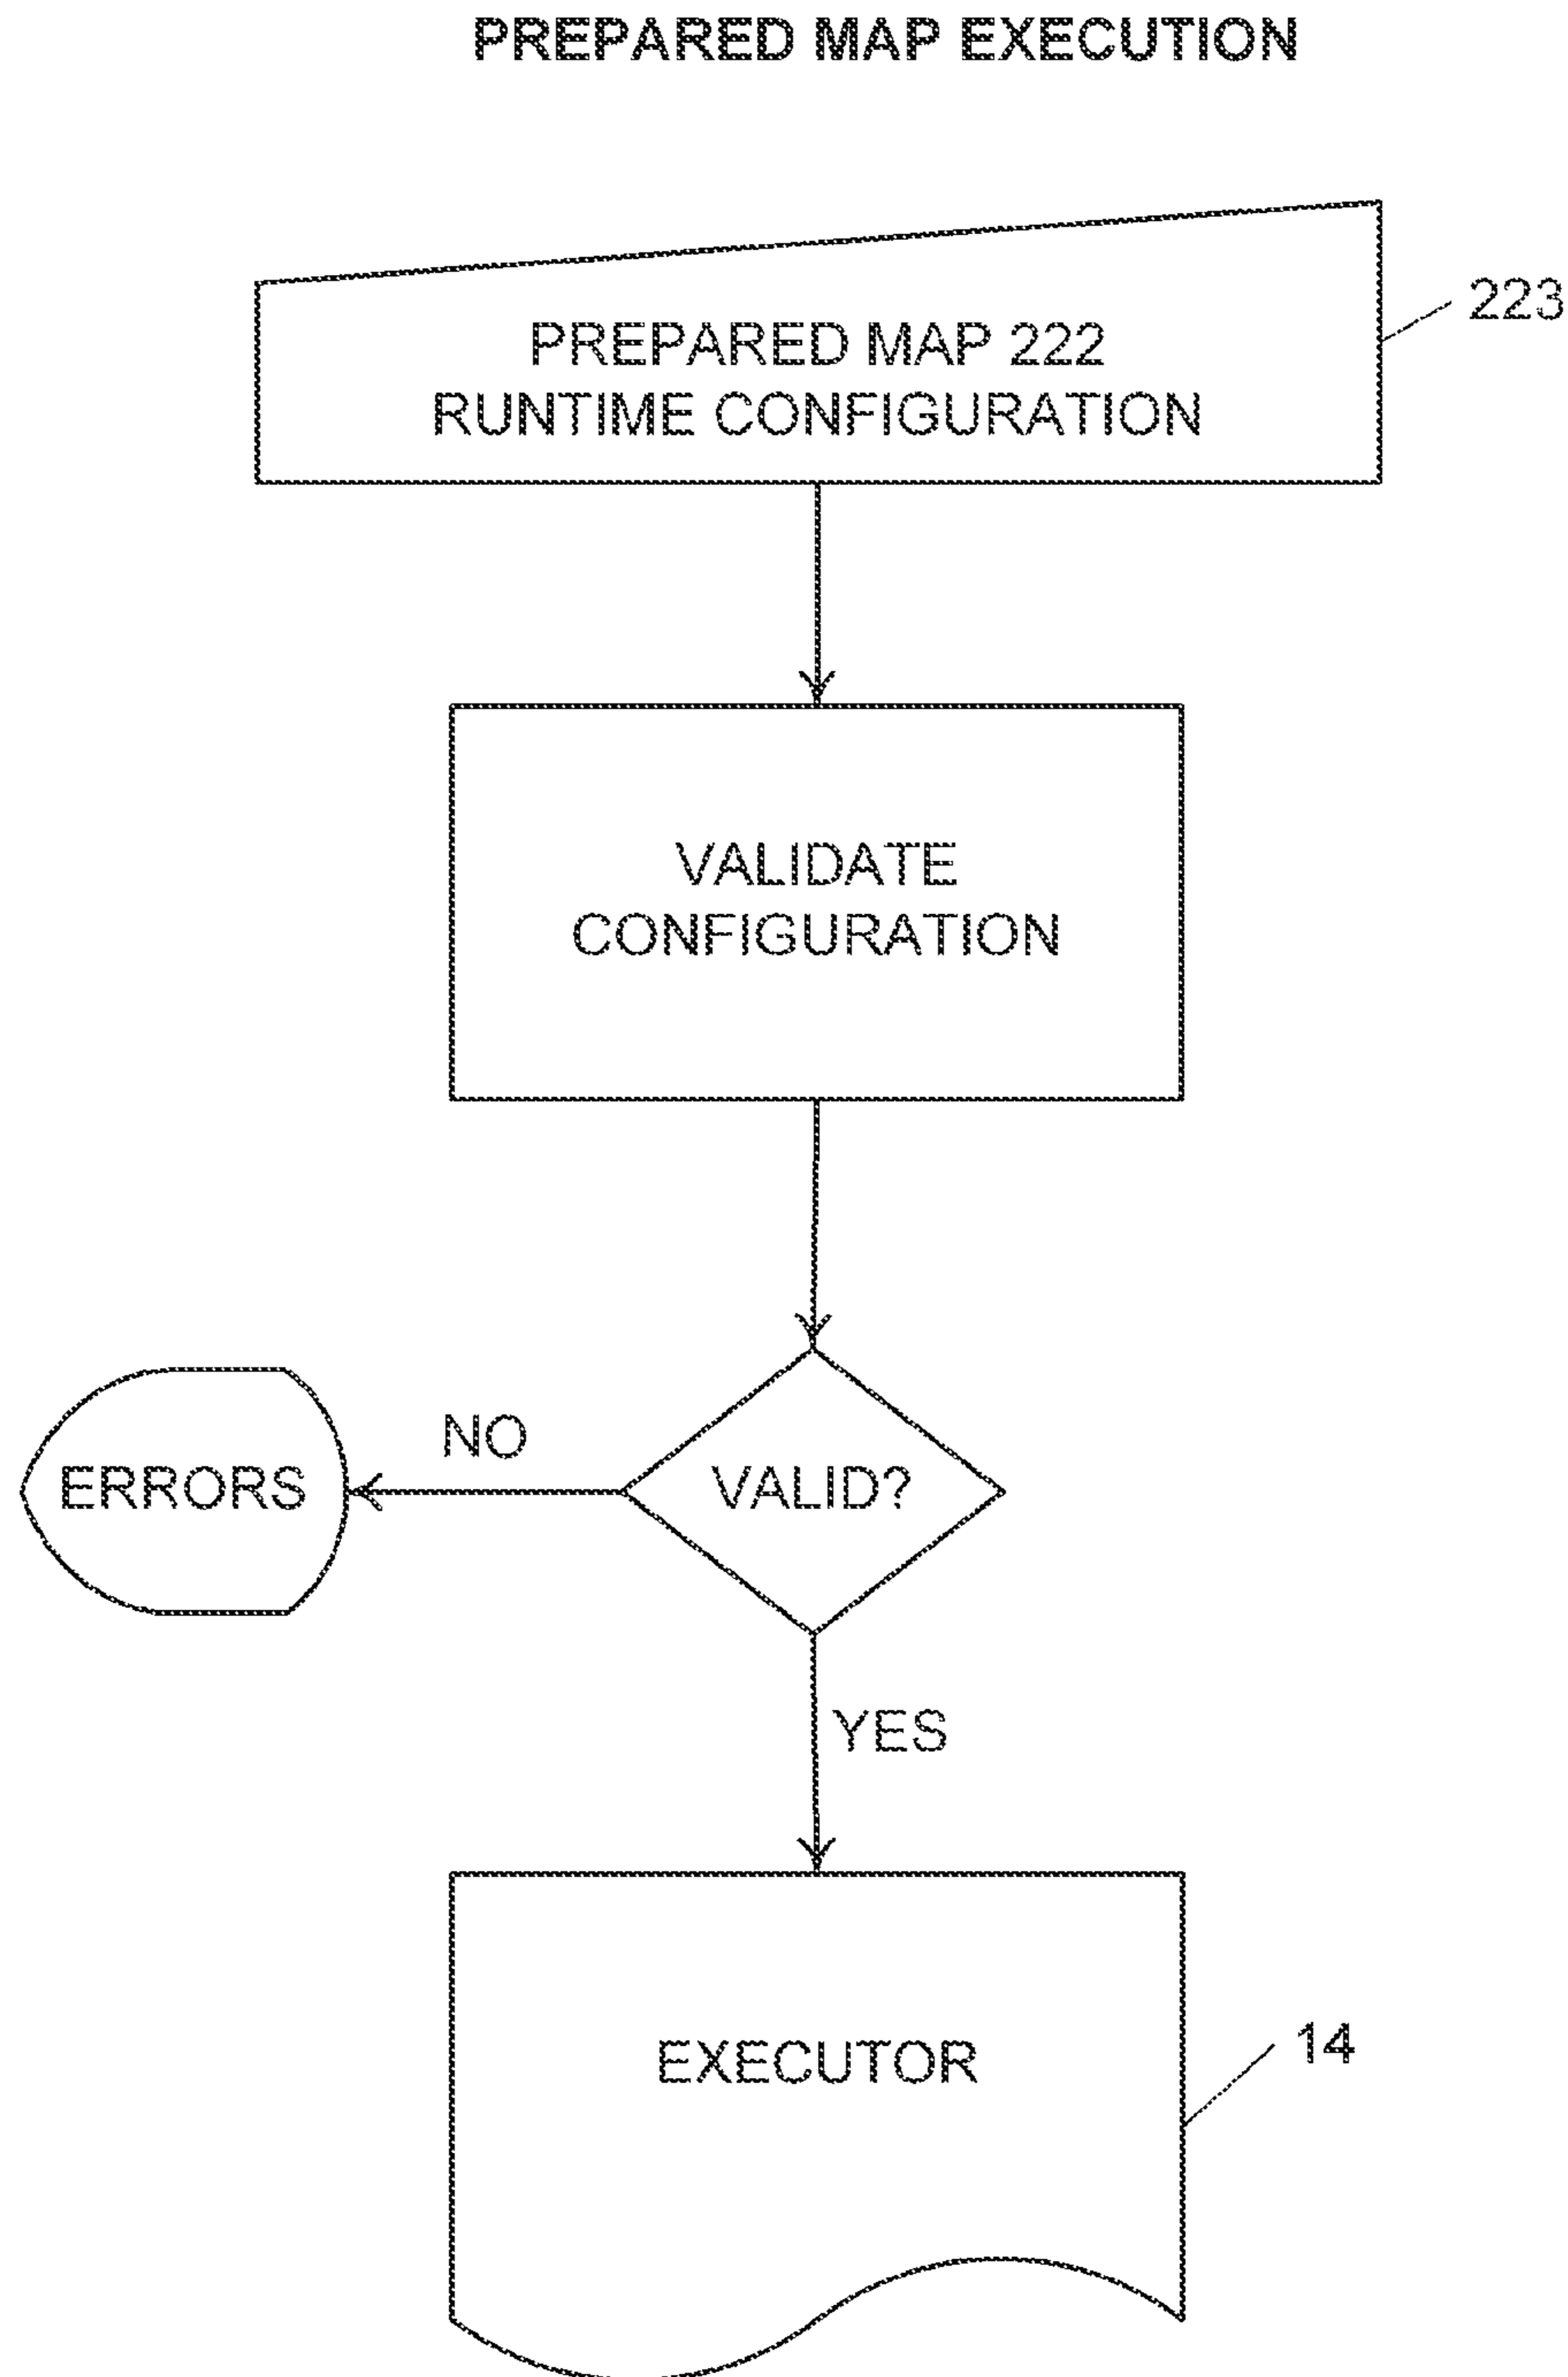 PREPARED MAP EXECUTION
223
PREPARED MAP 222
RUNTIME CONFIGURATION
VALIDATE
CONFIGURATION
NO
ERRORS
VALID?
YES
EXECUTOR
14